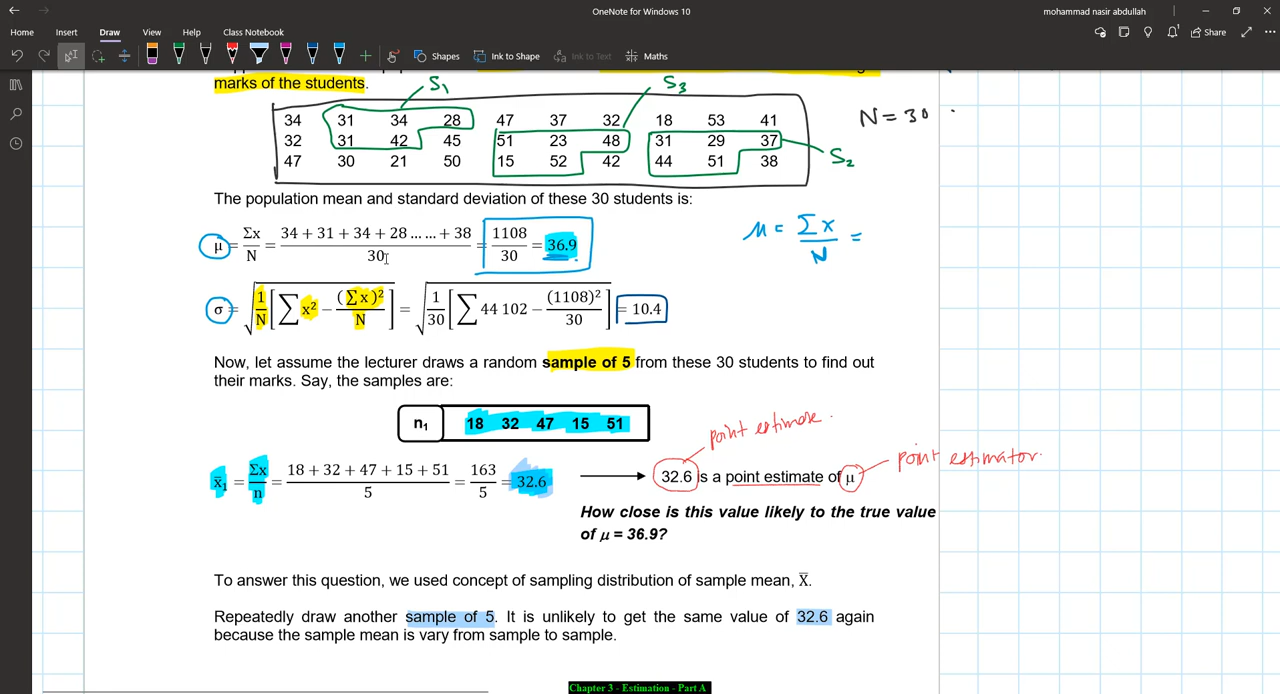 OneNote for Windows 10
mohammad nasir abdullah
Home Insert Draw View Help Class Notebook
Share
Shapes Ink to Shape Ink to Text Maths
marks of the students.
S1 S3
34 31 34 28 47 37 32 18 53 41
32 31 42 45 51 23 48 31 29 37
47 30 21 50 15 52 42 44 51 38
N = 30
S2
The population mean and standard deviation of these 30 students is:
μ = Σx/N = 34 + 31 + 34 + 28 … … + 38/30 = 1108/30 = 36.9
μ = Σx/N =
σ = √1/N [∑ x² − (∑x)²/N] = √1/30 [∑ 44 102 − (1108)²/30] = 10.4
Now, let assume the lecturer draws a random sample of 5 from these 30 students to find out
their marks. Say, the samples are:
n₁ 18 32 47 15 51
point estimate.
point estimator.
x̄₁ = Σx/n = 18 + 32 + 47 + 15 + 51/5 = 163/5 = 32.6
32.6 is a point estimate of μ
How close is this value likely to the true value
of μ = 36.9?
To answer this question, we used concept of sampling distribution of sample mean, X̄.
Repeatedly draw another sample of 5. It is unlikely to get the same value of 32.6 again
because the sample mean is vary from sample to sample.
Chapter 3 - Estimation - Part A